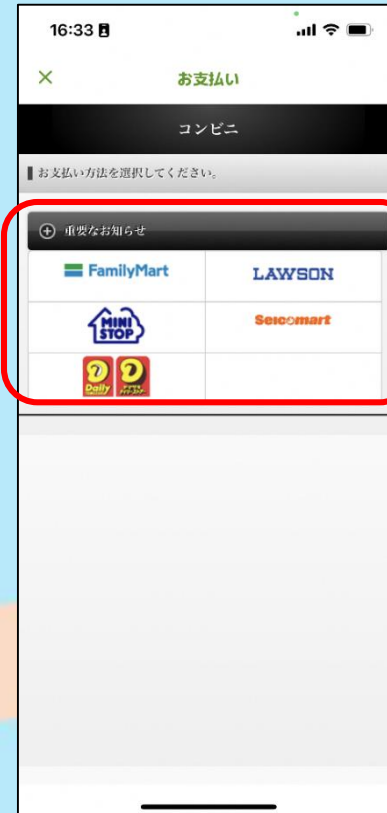 16:33
お支払い
コンビニ
お支払い方法を選択してください。
重要なお知らせ
FamilyMart
LAWSON
MINI
STOP
Seicomart
Daily